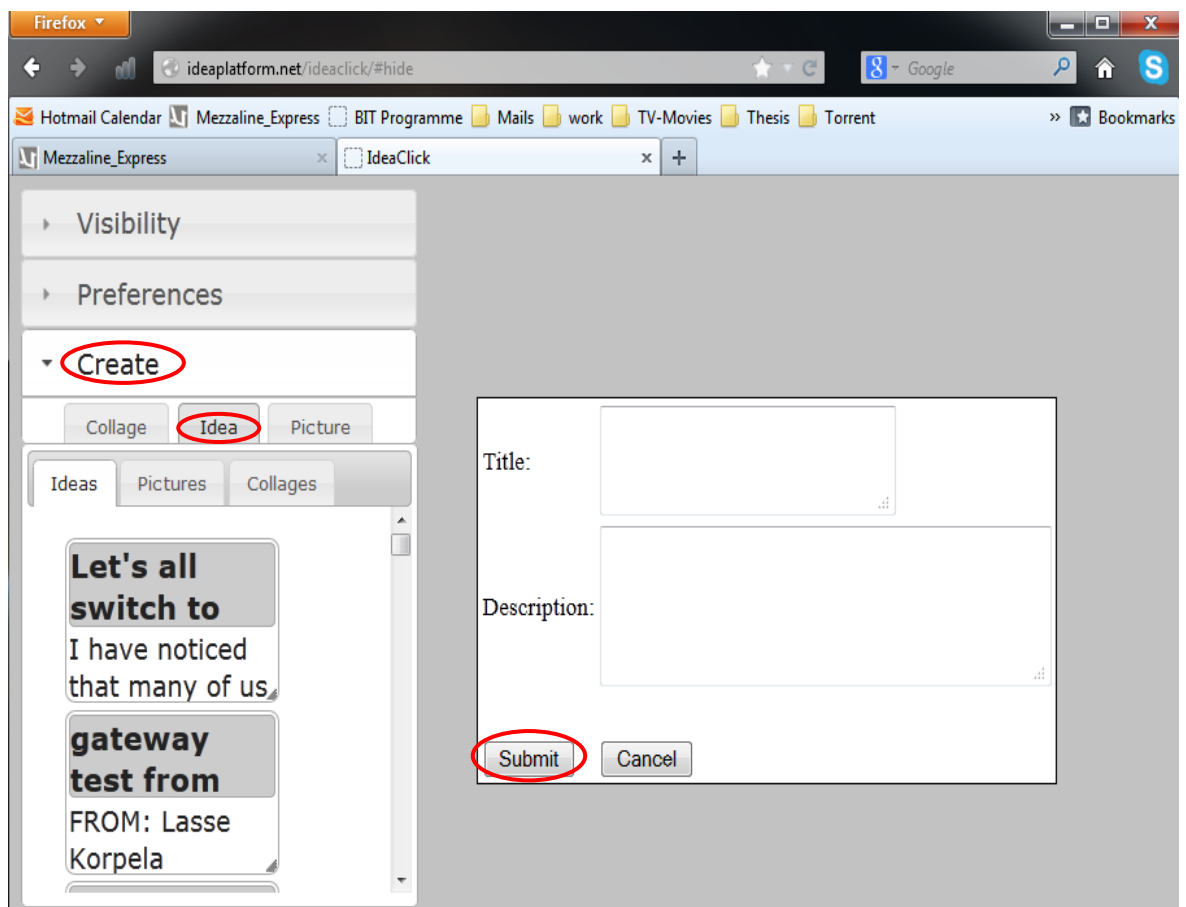 Firefox
ideaplatform.net/ideaclick/#hide
8 Google S
Hotmail Calendar Mezzaline_Express BIT Programme Mails work TV-Movies Thesis Torrent » Bookmarks
Mezzaline_Express x IdeaClick x +
Visibility
Preferences
Create
Collage Idea Picture
Ideas Pictures Collages
Let's all
switch to
I have noticed
that many of us
gateway
test from
FROM: Lasse
Korpela
Title:
Description:
Submit Cancel